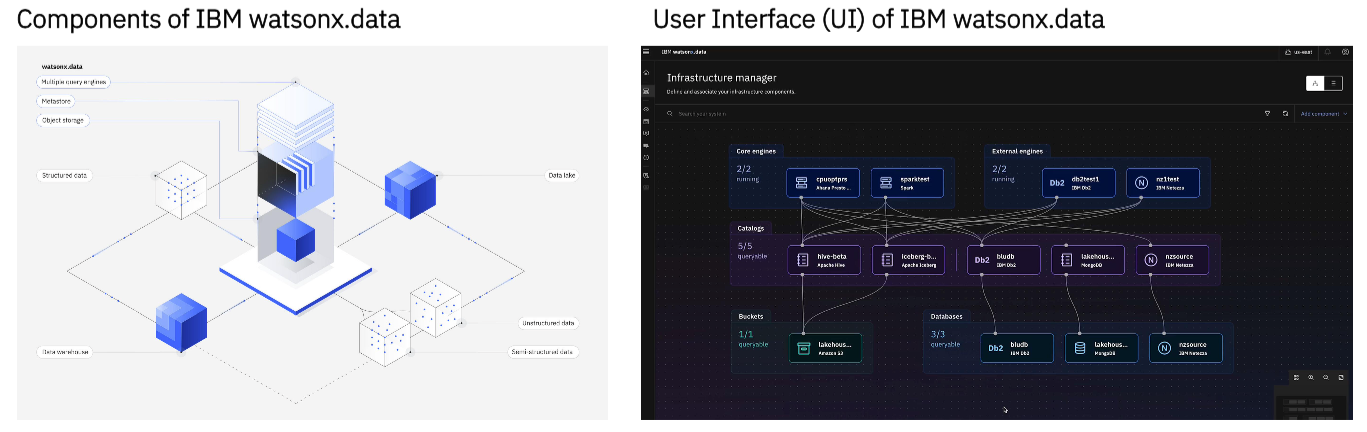 Components of IBM watsonx.data
watsonx.data
Multiple query engines
Metastore
Object storage
Structured data
Data lake
Data warehouse
Unstructured data
Semi-structured data
User Interface (UI) of IBM watsonx.data
IBM watsonx.data
us-east
Infrastructure manager
Define and associate your infrastructure components.
Search your system
Add component
Core engines
2/2
running
cpuoptprs
Ahana Presto ...
sparktest
Spark
External engines
2/2
running
Db2
db2test1
IBM Db2
N
nz1test
IBM Netezza
Catalogs
5/5
queryable
hive-beta
Apache Hive
iceberg-b...
Apache Iceberg
Db2
bludb
IBM Db2
lakehous...
MongoDB
N
nzsource
IBM Netezza
Buckets
1/1
queryable
lakehous...
Amazon S3
Databases
3/3
queryable
Db2
bludb
IBM Db2
lakehous...
MongoDB
N
nzsource
IBM Netezza